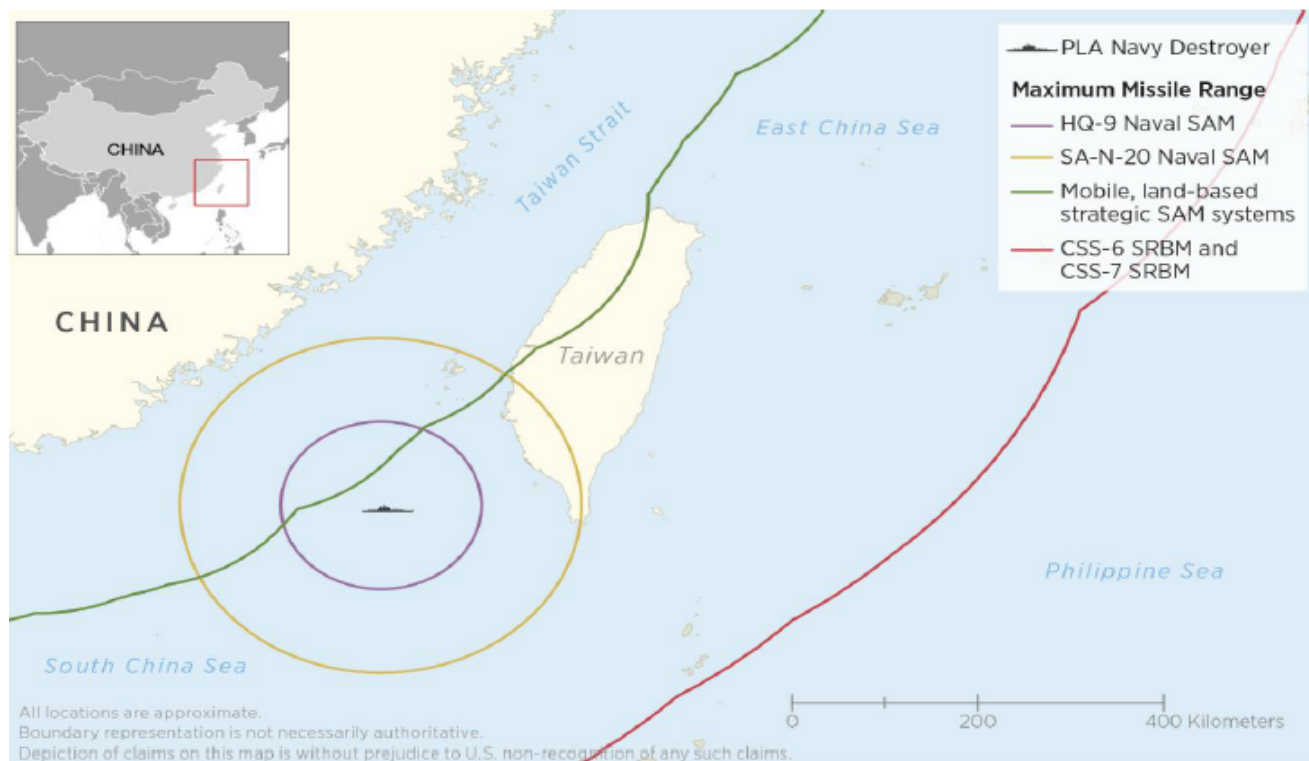 CHINA
PLA Navy Destroyer
Maximum Missile Range
HQ-9 Naval SAM
SA-N-20 Naval SAM
Mobile, land-based
strategic SAM systems
CSS-6 SRBM and
CSS-7 SRBM
Taiwan Strait
East China Sea
CHINA
Taiwan
Philippine Sea
South China Sea
0
200
400 Kilometers
All locations are approximate.
Boundary representation is not necessarily authoritative.
Depiction of claims on this map is without prejudice to U.S. non-recognition of any such claims.